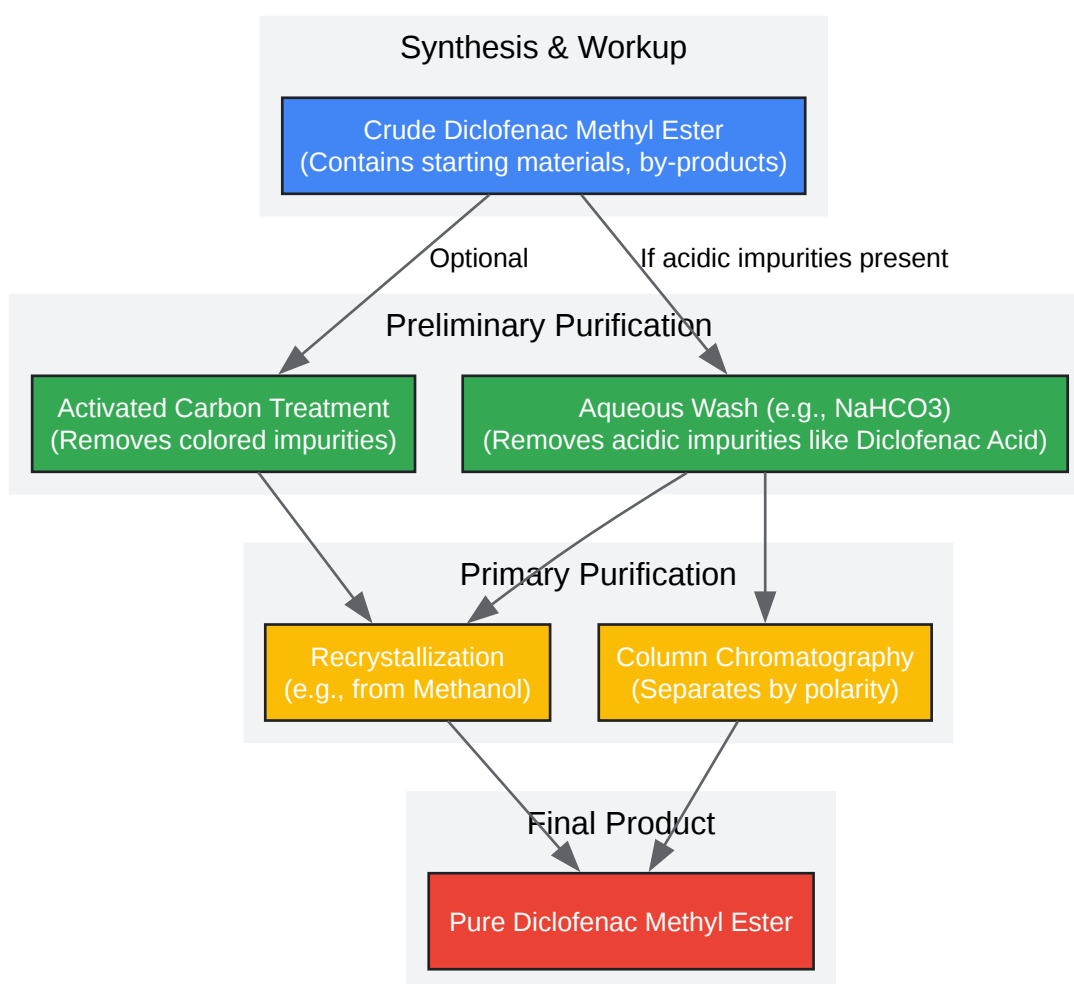 Synthesis & Workup
Crude Diclofenac Methyl Ester
(Contains starting materials, by-products)
Optional
If acidic impurities present
Preliminary Purification
Activated Carbon Treatment
(Removes colored impurities)
Aqueous Wash (e.g., NaHCO3)
(Removes acidic impurities like Diclofenac Acid)
Primary Purification
Recrystallization
(e.g., from Methanol)
Column Chromatography
(Separates by polarity)
Final Product
Pure Diclofenac Methyl Ester